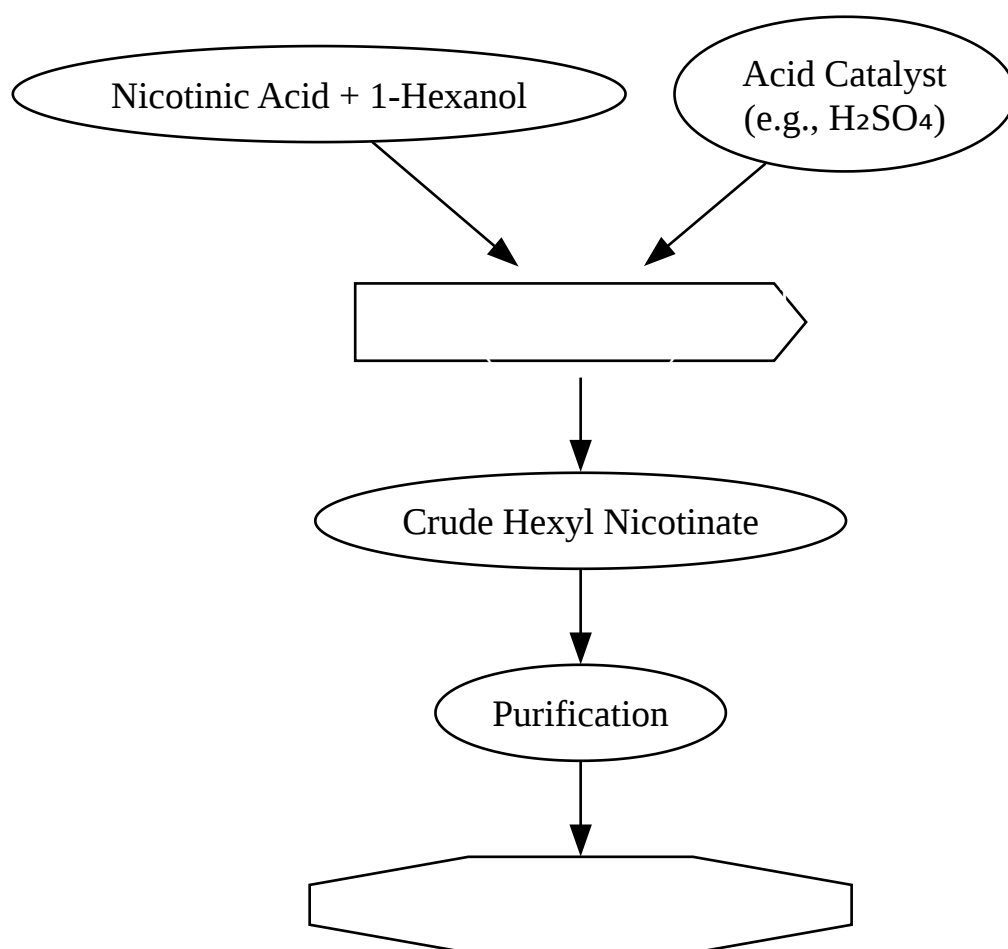 Nicotinic Acid + 1-Hexanol
Acid Catalyst
(e.g., H₂SO₄)
Crude Hexyl Nicotinate
Purification